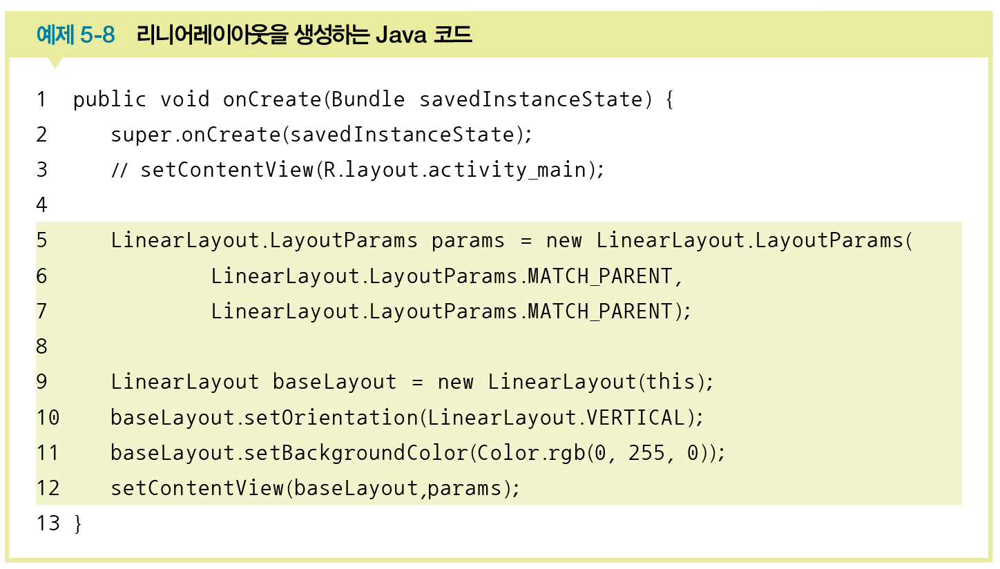 예제 5-8 리니어레이아웃을 생성하는 Java 코드
1 public void onCreate(Bundle savedInstanceState) {
2 super.onCreate(savedInstanceState);
3 // setContentView(R.layout.activity_main);
4
5 LinearLayout.LayoutParams params = new LinearLayout.LayoutParams(
6 LinearLayout.LayoutParams.MATCH_PARENT,
7 LinearLayout.LayoutParams.MATCH_PARENT);
8
9 LinearLayout baseLayout = new LinearLayout(this);
10 baseLayout.setOrientation(LinearLayout.VERTICAL);
11 baseLayout.setBackgroundColor(Color.rgb(0, 255, 0));
12 setContentView(baseLayout,params);
13 }